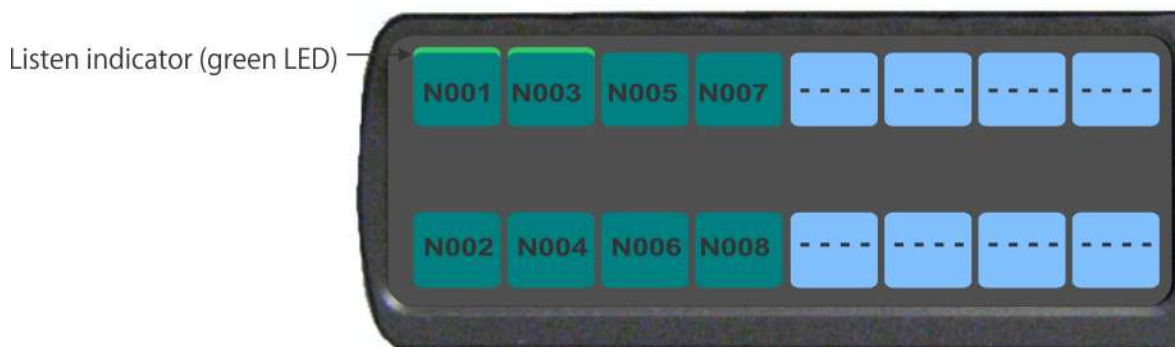 Listen indicator (green LED)
N001 N003 N005 N007 ---- ---- ---- ----
N002 N004 N006 N008 ---- ---- ---- ----